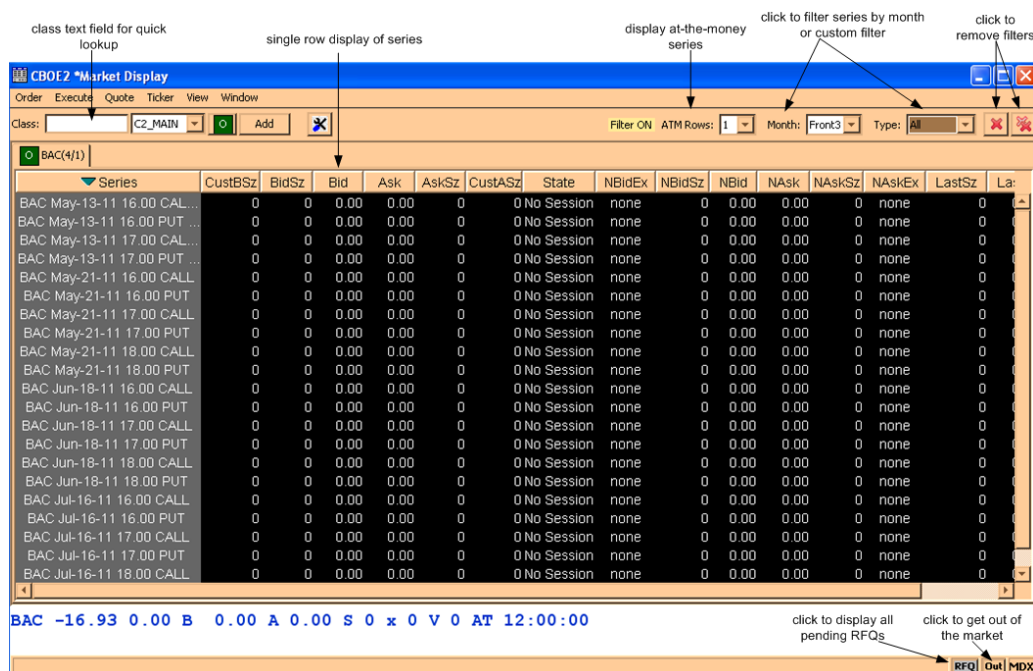 class text field for quick
lookup
single row display of series
display at-the-money
series
click to filter series by month
or custom filter
click to
remove filters
CBOE2 *Market Display
Order Execute Quote Ticker View Window
Class: C2_MAIN O Add Filter ON ATM Rows: 1 Month: Front3 Type: All
O BAC(4/1)
Series CustBSz BidSz Bid Ask AskSz CustASz State NBidEx NBidSz NBid NAsk NAskSz NAskEx LastSz
BAC May-13-11 16.00 CAL... 0 0 0.00 0.00 0 0 No Session none 0 0.00 0.00 0 none 0
BAC May-13-11 16.00 PUT ... 0 0 0.00 0.00 0 0 No Session none 0 0.00 0.00 0 none 0
BAC May-13-11 17.00 CAL... 0 0 0.00 0.00 0 0 No Session none 0 0.00 0.00 0 none 0
BAC May-13-11 17.00 PUT ... 0 0 0.00 0.00 0 0 No Session none 0 0.00 0.00 0 none 0
BAC May-21-11 16.00 CALL 0 0 0.00 0.00 0 0 No Session none 0 0.00 0.00 0 none 0
BAC May-21-11 16.00 PUT 0 0 0.00 0.00 0 0 No Session none 0 0.00 0.00 0 none 0
BAC May-21-11 17.00 CALL 0 0 0.00 0.00 0 0 No Session none 0 0.00 0.00 0 none 0
BAC May-21-11 17.00 PUT 0 0 0.00 0.00 0 0 No Session none 0 0.00 0.00 0 none 0
BAC May-21-11 18.00 CALL 0 0 0.00 0.00 0 0 No Session none 0 0.00 0.00 0 none 0
BAC May-21-11 18.00 PUT 0 0 0.00 0.00 0 0 No Session none 0 0.00 0.00 0 none 0
BAC Jun-18-11 16.00 CALL 0 0 0.00 0.00 0 0 No Session none 0 0.00 0.00 0 none 0
BAC Jun-18-11 16.00 PUT 0 0 0.00 0.00 0 0 No Session none 0 0.00 0.00 0 none 0
BAC Jun-18-11 17.00 CALL 0 0 0.00 0.00 0 0 No Session none 0 0.00 0.00 0 none 0
BAC Jun-18-11 17.00 PUT 0 0 0.00 0.00 0 0 No Session none 0 0.00 0.00 0 none 0
BAC Jun-18-11 18.00 CALL 0 0 0.00 0.00 0 0 No Session none 0 0.00 0.00 0 none 0
BAC Jun-18-11 18.00 PUT 0 0 0.00 0.00 0 0 No Session none 0 0.00 0.00 0 none 0
BAC Jul-16-11 16.00 CALL 0 0 0.00 0.00 0 0 No Session none 0 0.00 0.00 0 none 0
BAC Jul-16-11 16.00 PUT 0 0 0.00 0.00 0 0 No Session none 0 0.00 0.00 0 none 0
BAC Jul-16-11 17.00 CALL 0 0 0.00 0.00 0 0 No Session none 0 0.00 0.00 0 none 0
BAC Jul-16-11 17.00 PUT 0 0 0.00 0.00 0 0 No Session none 0 0.00 0.00 0 none 0
BAC Jul-16-11 18.00 CALL 0 0 0.00 0.00 0 0 No Session none 0 0.00 0.00 0 none 0
BAC -16.93 0.00 B 0.00 A 0.00 S 0 x 0 V 0 AT 12:00:00
click to display all
pending RFQs
click to get out of
the market
RFQ Out MDX